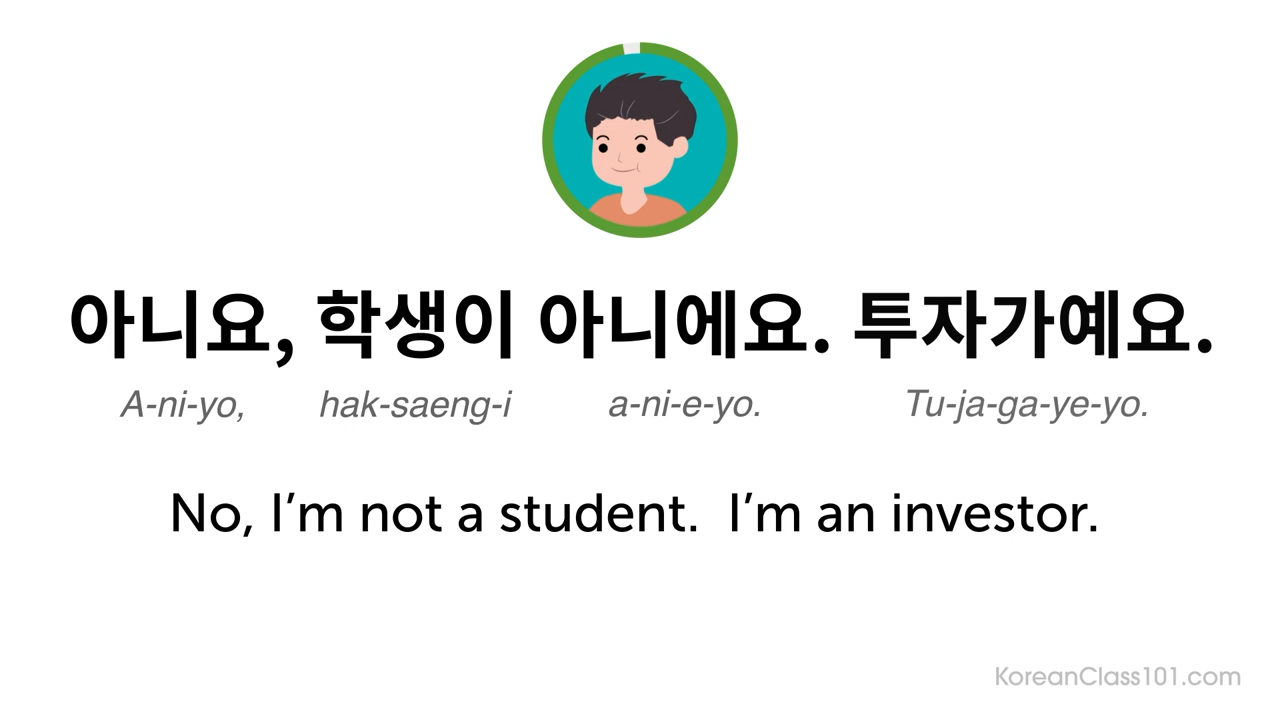 아니요, 학생이 아니에요. 투자가예요.
A-ni-yo, hak-saeng-i a-ni-e-yo. Tu-ja-ga-ye-yo.
No, I’m not a student. I’m an investor.
KoreanClass101.com